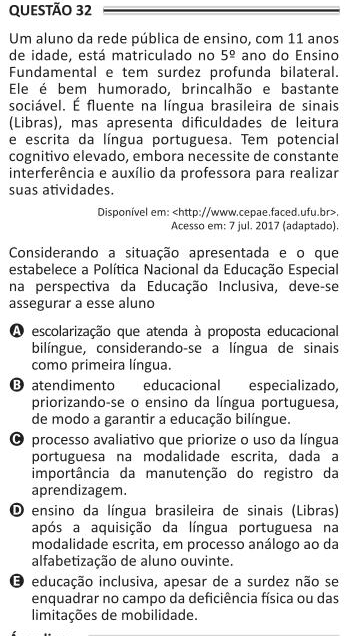 QUESTÃO 32
Um aluno da rede pública de ensino, com 11 anos
de idade, está matriculado no 5º ano do Ensino
Fundamental e tem surdez profunda bilateral.
Ele é bem humorado, brincalhão e bastante
sociável. É fluente na língua brasileira de sinais
(Libras), mas apresenta dificuldades de leitura
e escrita da língua portuguesa. Tem potencial
cognitivo elevado, embora necessite de constante
interferência e auxílio da professora para realizar
suas atividades.
Disponível em: <http://www.cepae.faced.ufu.br>.
Acesso em: 7 jul. 2017 (adaptado).
Considerando a situação apresentada e o que
estabelece a Política Nacional da Educação Especial
na perspectiva da Educação Inclusiva, deve-se
assegurar a esse aluno
A escolarização que atenda à proposta educacional
bilíngue, considerando-se a língua de sinais
como primeira língua.
B atendimento educacional especializado,
priorizando-se o ensino da língua portuguesa,
de modo a garantir a educação bilíngue.
C processo avaliativo que priorize o uso da língua
portuguesa na modalidade escrita, dada a
importância da manutenção do registro da
aprendizagem.
D ensino da língua brasileira de sinais (Libras)
após a aquisição da língua portuguesa na
modalidade escrita, em processo análogo ao da
alfabetização de aluno ouvinte.
E educação inclusiva, apesar de a surdez não se
enquadrar no campo da deficiência física ou das
limitações de mobilidade.